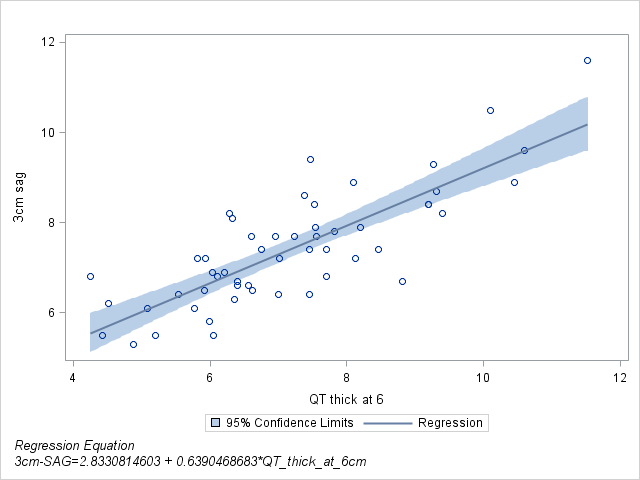 12
10
8
6
3cm sag
4 6 8 10 12
QT thick at 6
95% Confidence Limits Regression
Regression Equation
3cm-SAG=2.8330814603 + 0.6390468683*QT_thick_at_6cm